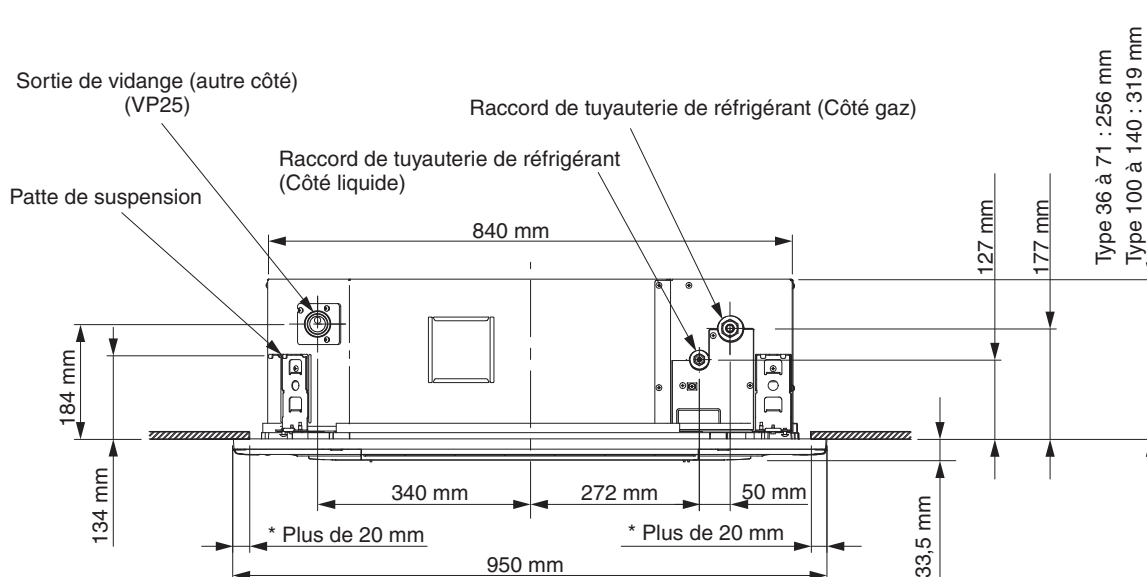 Sortie de vidange (autre côté)
(VP25)
Raccord de tuyauterie de réfrigérant (Côté gaz)
Raccord de tuyauterie de réfrigérant
(Côté liquide)
Patte de suspension
Type 36 à 71 : 256 mm
Type 100 à 140 : 319 mm
840 mm
127 mm
177 mm
184 mm
134 mm
340 mm
272 mm
50 mm
33,5 mm
* Plus de 20 mm
* Plus de 20 mm
950 mm